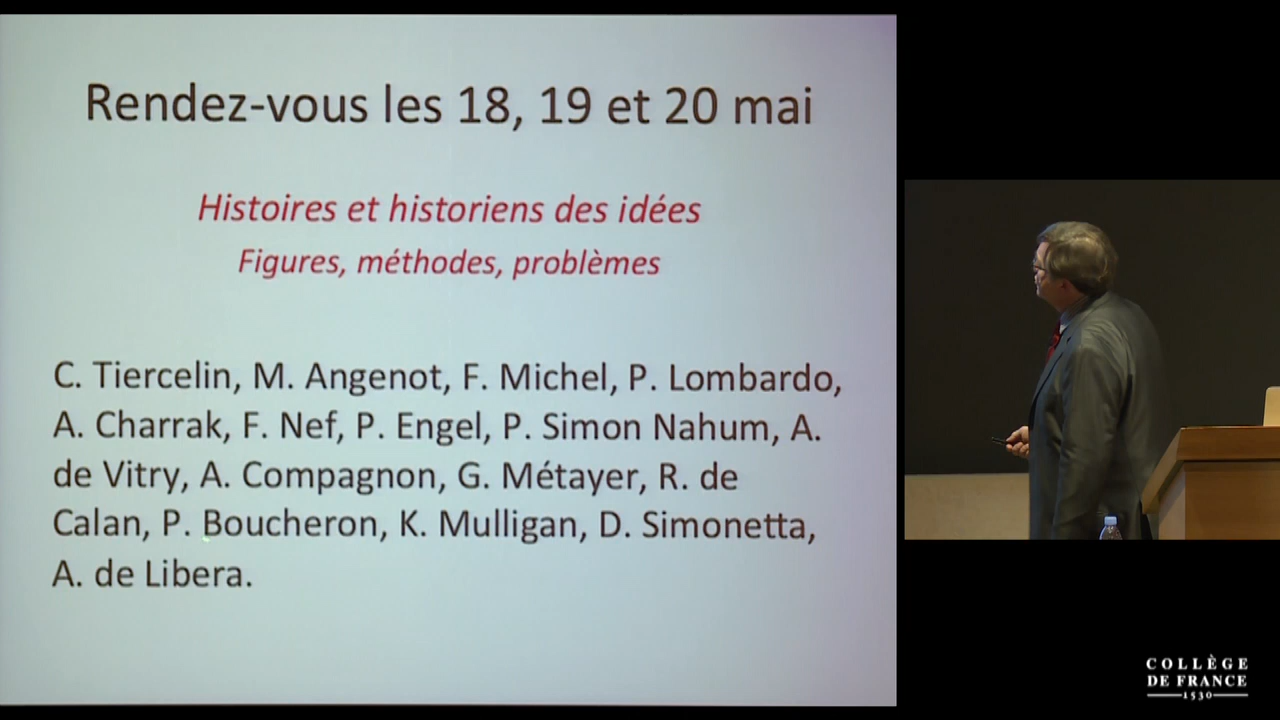 Rendez-vous les 18, 19 et 20 mai
Histoires et historiens des idées
Figures, méthodes, problèmes
C. Tiercelin, M. Angenot, F. Michel, P. Lombardo,
A. Charrak, F. Nef, P. Engel, P. Simon Nahum, A.
de Vitry, A. Compagnon, G. Métayer, R. de
Calan, P. Boucheron, K. Mulligan, D. Simonetta,
A. de Libera.
COLLÈGE
DE FRANCE
1530